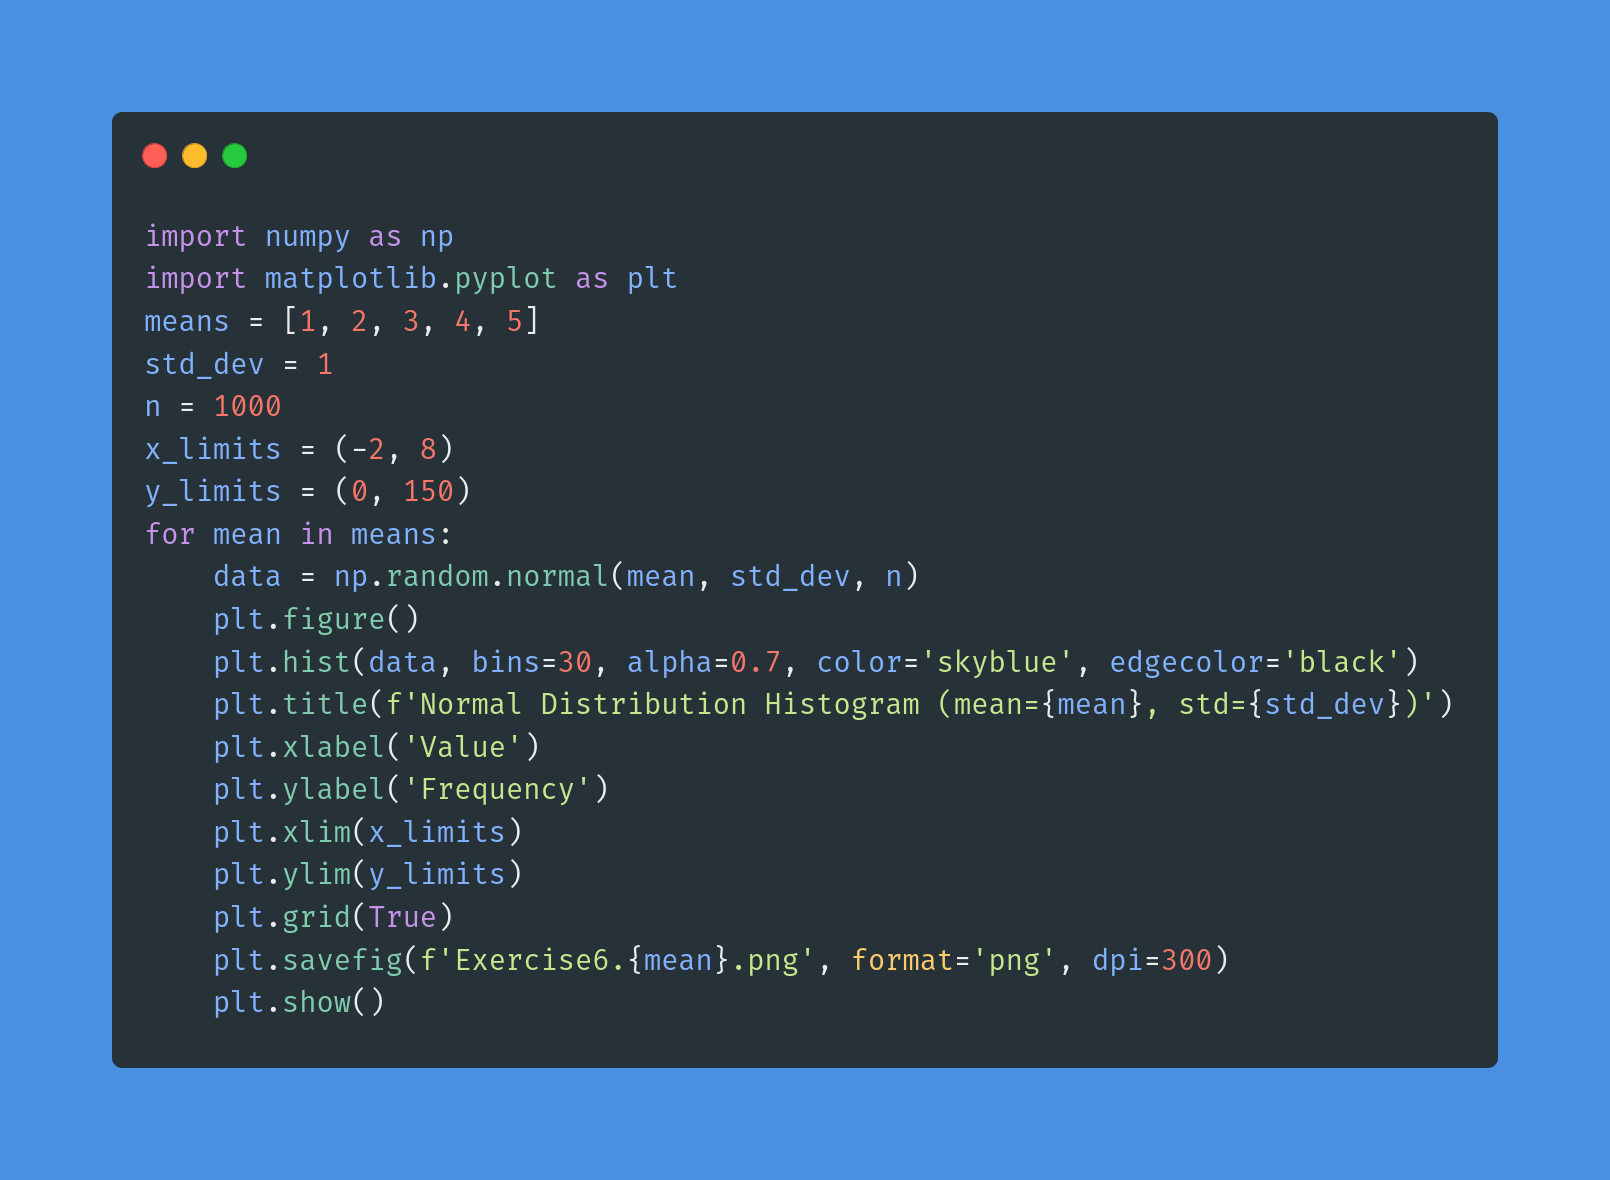 import numpy as np
import matplotlib.pyplot as plt
means = [1, 2, 3, 4, 5]
std_dev = 1
n = 1000
x_limits = (-2, 8)
y_limits = (0, 150)
for mean in means:
    data = np.random.normal(mean, std_dev, n)
    plt.figure()
    plt.hist(data, bins=30, alpha=0.7, color='skyblue', edgecolor='black')
    plt.title(f'Normal Distribution Histogram (mean={mean}, std={std_dev})')
    plt.xlabel('Value')
    plt.ylabel('Frequency')
    plt.xlim(x_limits)
    plt.ylim(y_limits)
    plt.grid(True)
    plt.savefig(f'Exercise6.{mean}.png', format='png', dpi=300)
    plt.show()